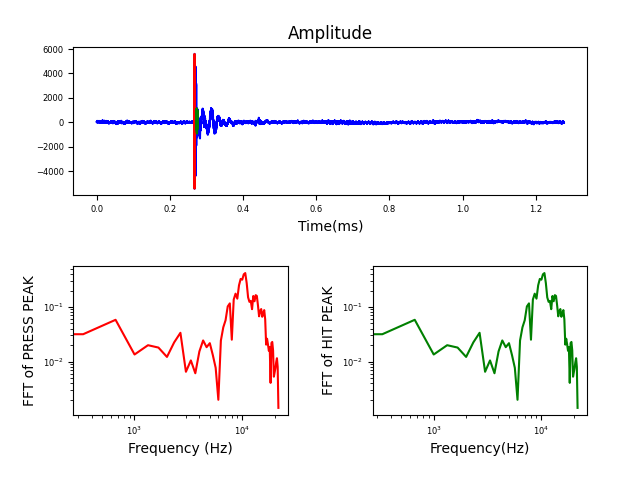 Amplitude
6000
4000
2000
0
−2000
−4000
0.0 0.2 0.4 0.6 0.8 1.0 1.2
Time(ms)
FFT of PRESS PEAK
10⁻¹
10⁻²
10³ 10⁴
Frequency (Hz)
FFT of HIT PEAK
10⁻¹
10⁻²
10³ 10⁴
Frequency(Hz)